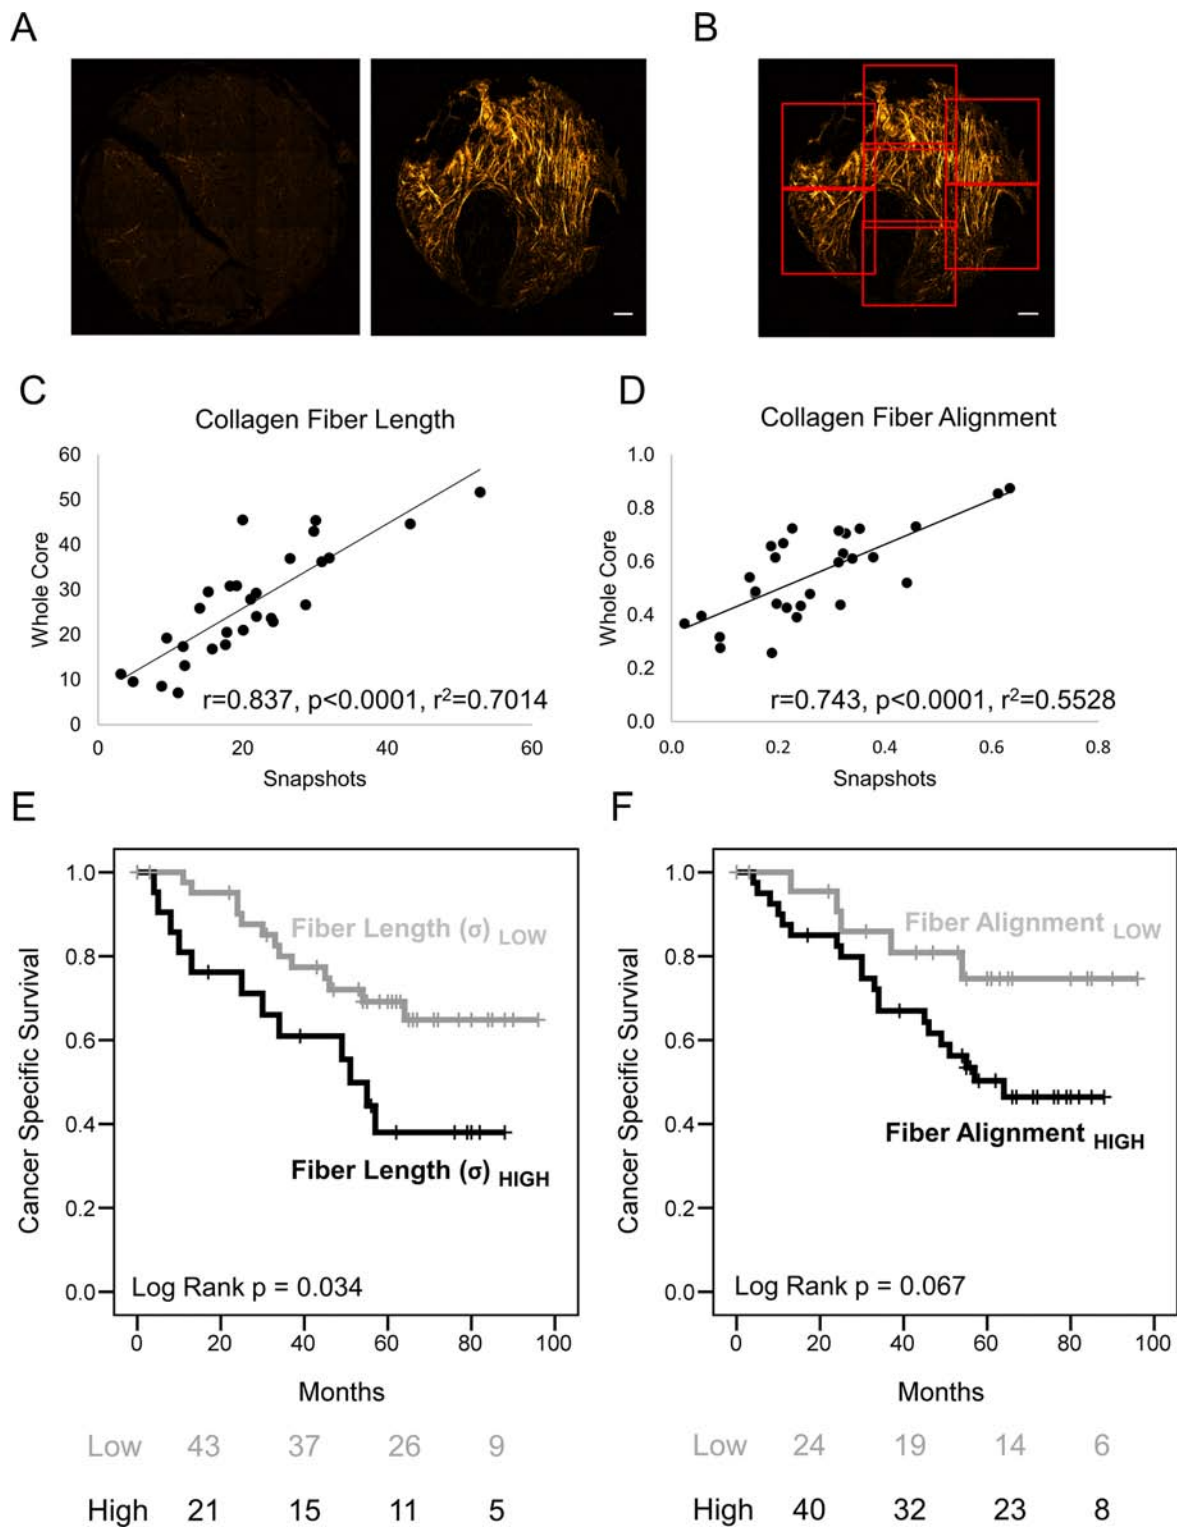 A
B
C
Collagen Fiber Length
60
50
40
30
20
10
0
Whole Core
r=0.837, p<0.0001, r²=0.7014
0 20 40 60
Snapshots
D
Collagen Fiber Alignment
1.0
0.8
0.6
0.4
0.2
0.0
Whole Core
r=0.743, p<0.0001, r²=0.5528
0.0 0.2 0.4 0.6 0.8
Snapshots
E
1.0
0.8
0.6
0.4
0.2
0.0
Cancer Specific Survival
Fiber Length (σ) LOW
Fiber Length (σ) HIGH
Log Rank p = 0.034
0 20 40 60 80 100
Months
Low 43 37 26 9
High 21 15 11 5
F
1.0
0.8
0.6
0.4
0.2
0.0
Cancer Specific Survival
Fiber Alignment LOW
Fiber Alignment HIGH
Log Rank p = 0.067
0 20 40 60 80 100
Months
Low 24 19 14 6
High 40 32 23 8